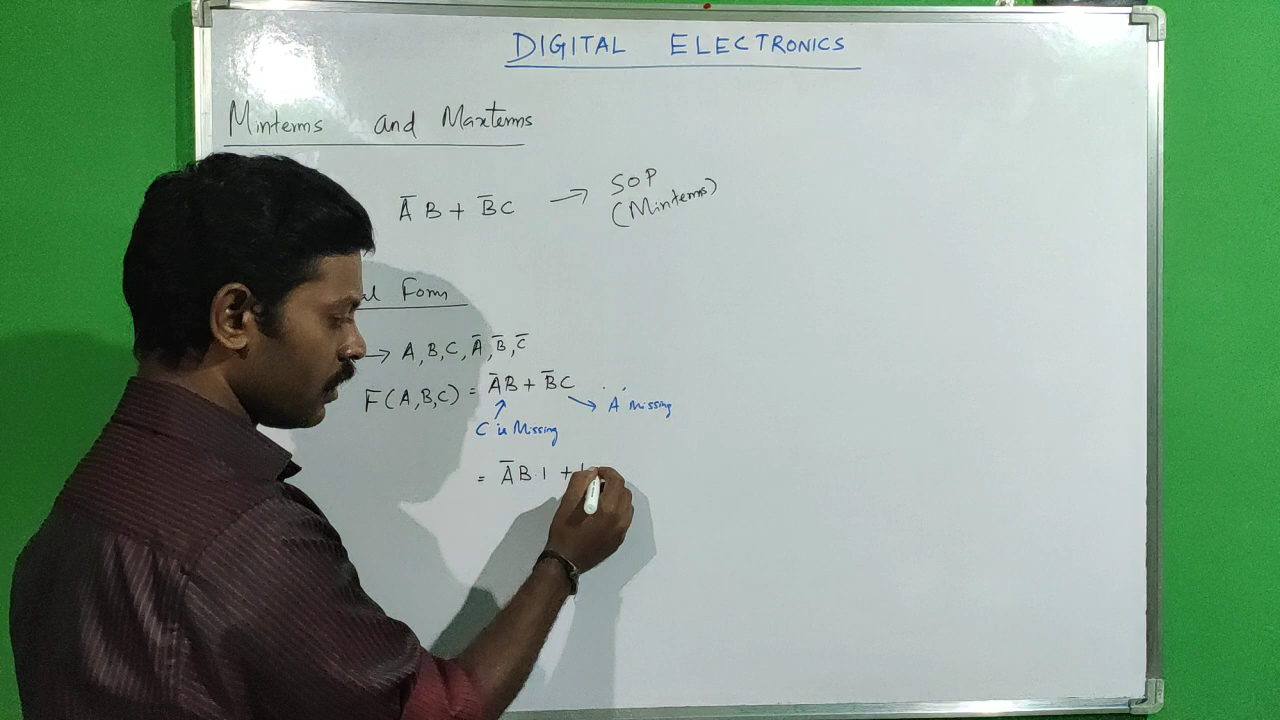 DIGITAL ELECTRONICS
Minterms and Maxterms
A̅ B + B̅ C → SOP
(Minterms)
Form
→ A, B, C, A̅, B̅, C̅
F(A,B,C) = A̅B + B̅C
'A' Missing
C is Missing
= A̅B·1 +